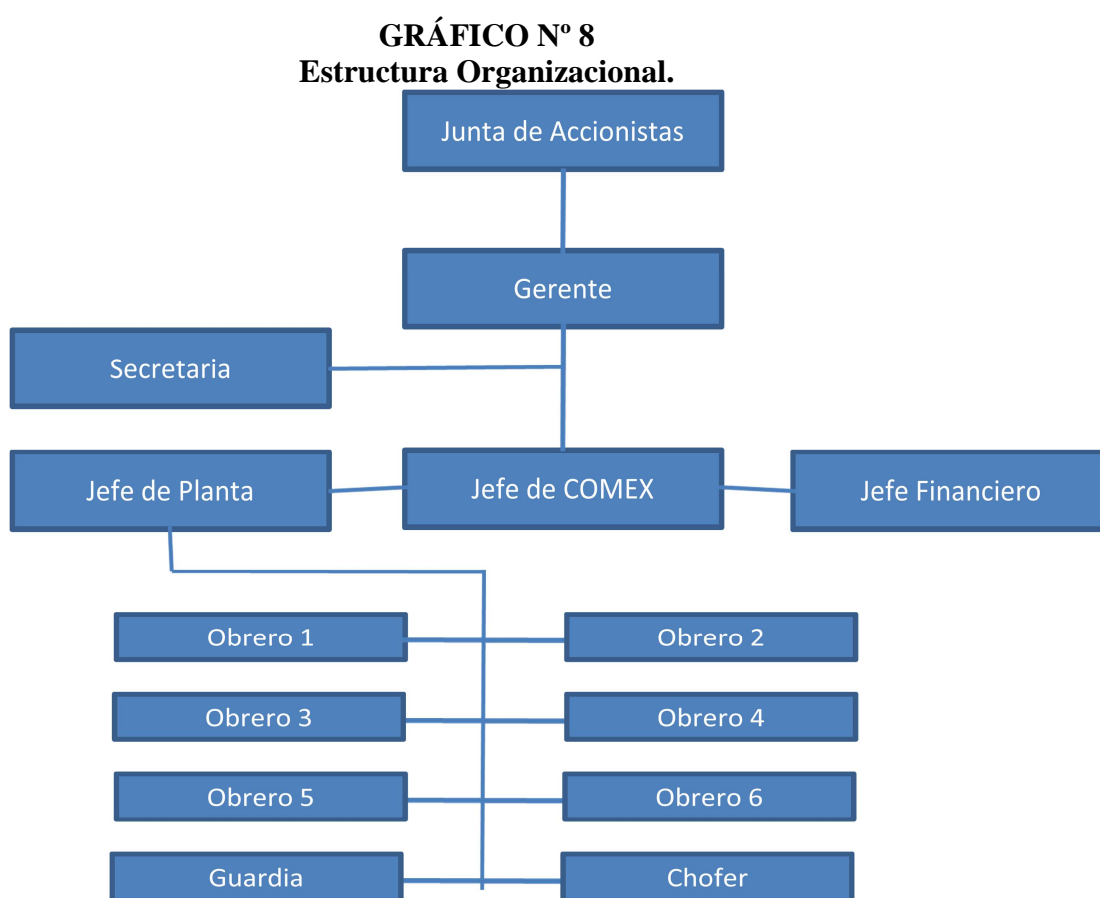 GRÁFICO Nº 8
Estructura Organizacional.
Junta de Accionistas
Gerente
Secretaria
Jefe de Planta
Jefe de COMEX
Jefe Financiero
Obrero 1
Obrero 2
Obrero 3
Obrero 4
Obrero 5
Obrero 6
Guardia
Chofer